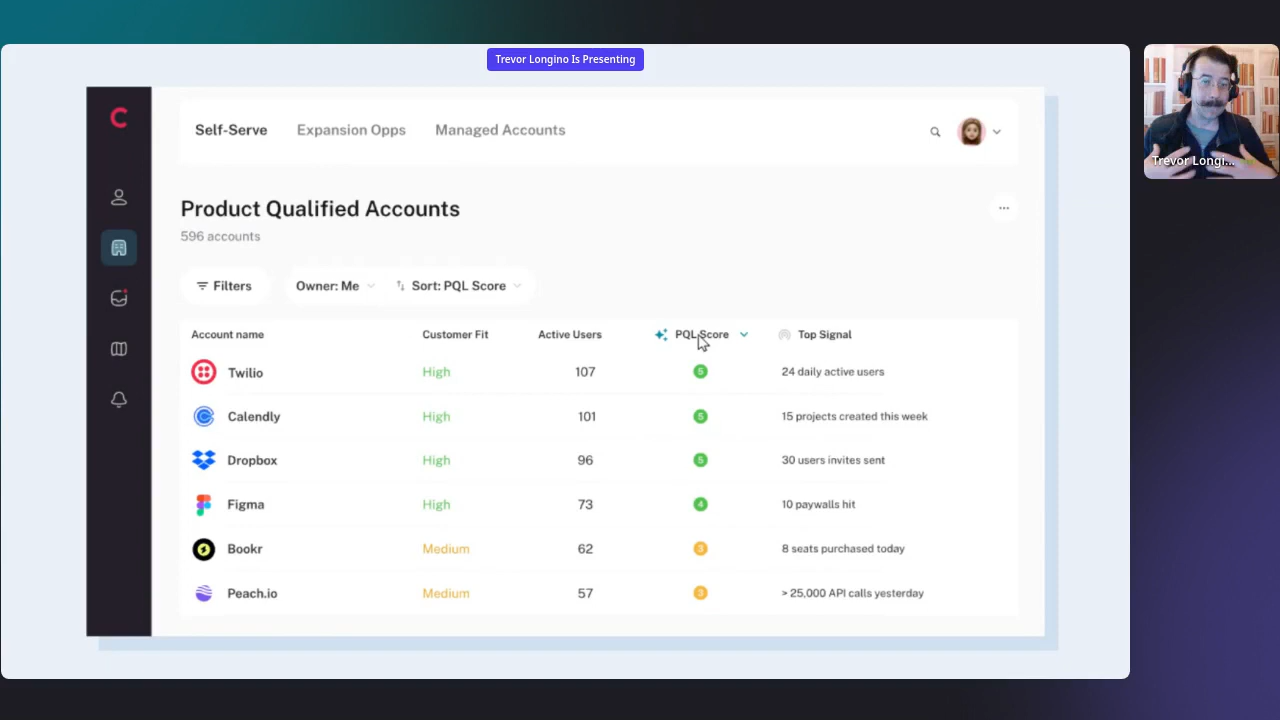 Trevor Longino Is Presenting
Trevor Longi...
Self-Serve Expansion Opps Managed Accounts
Product Qualified Accounts
596 accounts
Filters Owner: Me Sort: PQL Score
Account name Customer Fit Active Users PQL Score Top Signal
Twilio High 107 5 24 daily active users
Calendly High 101 5 15 projects created this week
Dropbox High 96 5 30 users invites sent
Figma High 73 4 10 paywalls hit
Bookr Medium 62 3 8 seats purchased today
Peach.io Medium 57 3 > 25,000 API calls yesterday